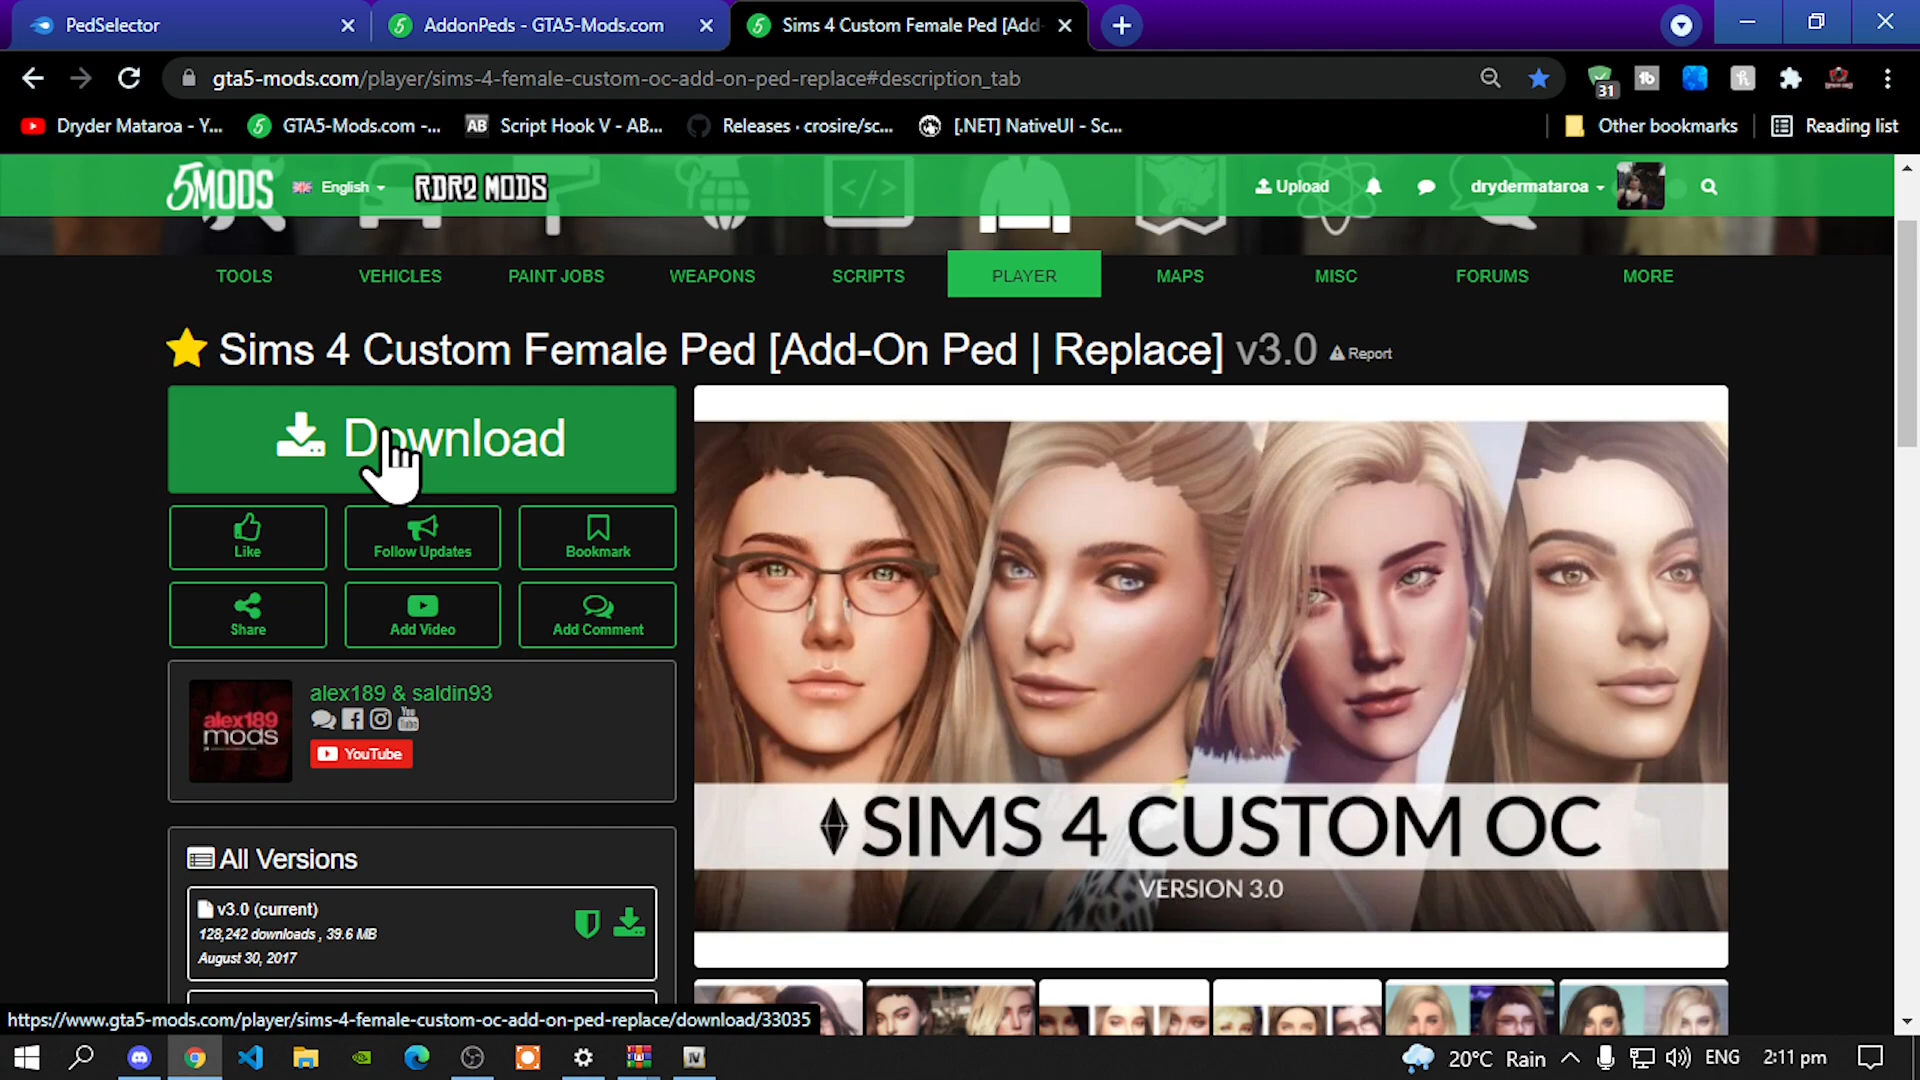 PedSelector
AddonPeds - GTA5-Mods.com
Sims 4 Custom Female Ped [Add-
gta5-mods.com/player/sims-4-female-custom-oc-add-on-ped-replace#description_tab
31
Dryder Mataroa - Y...
GTA5-Mods.com -...
AB Script Hook V - AB...
Releases · crosire/sc...
[.NET] NativeUI - Sc...
Other bookmarks
Reading list
5MODS
English
RDR2 MODS
Upload
drydermataroa
TOOLS
VEHICLES
PAINT JOBS
WEAPONS
SCRIPTS
PLAYER
MAPS
MISC
FORUMS
MORE
Sims 4 Custom Female Ped [Add-On Ped | Replace] v3.0 Report
Download
Like
Follow Updates
Bookmark
Share
Add Video
Add Comment
alex189 mods
alex189 & saldin93
YouTube
All Versions
v3.0 (current)
128,242 downloads , 39.6 MB
August 30, 2017
SIMS 4 CUSTOM OC
VERSION 3.0
https://www.gta5-mods.com/player/sims-4-female-custom-oc-add-on-ped-replace/download/33035
20°C Rain
ENG
2:11 pm